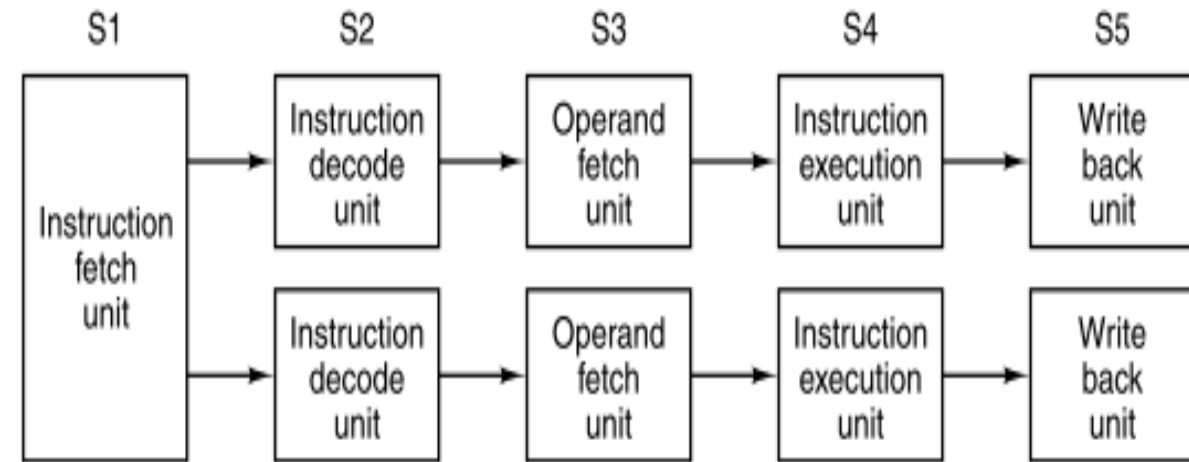 S1 S2 S3 S4 S5
Instruction
fetch
unit
Instruction
decode
unit
Operand
fetch
unit
Instruction
execution
unit
Write
back
unit
Instruction
decode
unit
Operand
fetch
unit
Instruction
execution
unit
Write
back
unit